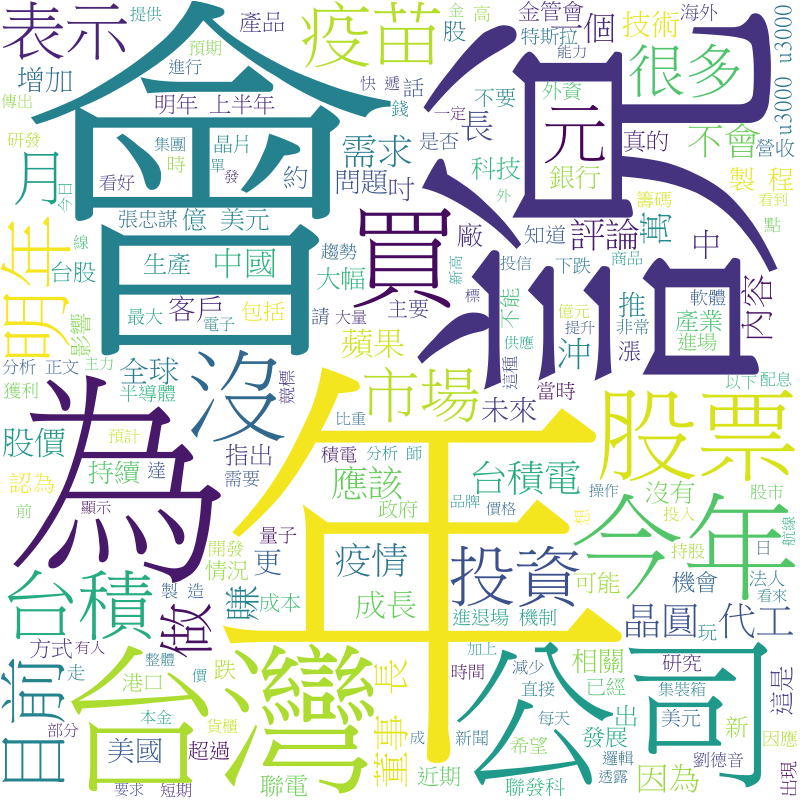 提供
表示
疫苗
產品
股
金
高
金管會
海外
u3000
u3000
u3000
特斯拉
一個
技術
很多
能力
預期
進行
增加
傳出
研發
今日
月
看好
明年
上半年
快
遞
話
錢
集團
時
晶片
單
發
約
需求
問題
是否
一定
長
吋
不要
外資
外
科技
元
銀行
真的
不會
營收
製
程
看到
籌碼
點
會
漲
沒
買
評論
萬
中
內容
張忠謀
億
美元
線
明年
台股
生產
中國
趨勢
大幅
廠
知道
投信
下跌
商品
新高
主要
最大
電子
客戶
包括
請
大量
標
不能
億元
提升
供應
這種
推
非常
軟體
產業
進場
影響
分析
正文
主力
獲利
半導體
全球
競標
蘋果
沖
當時
以下
配息
為
沒
市場
未來
股票
股價
預計
指出
比重
認為
持續
達
積電
分析
師
台積電
需要
應該
沒有
操作
股市
前
顯示
政府
品牌
價格
想
投入
航線
年
今年
量子
開發
情況
更
疫情
投資
持股
日
台積
製
造
賺
成本
成長
可能
機會
法人
看來
做
進退場
機制
晶圓
玩
代工
方式
有人
加上
目前
走
整體
台灣
跌
價
港口
董事
長
時間
減少
相關
研究
公司
這是
直接
已經
集裝箱
部分
本金
貨櫃
美國
超過
成
每天
出
美元
新
因應
新聞
希望
發展
邏輯
劉德音
要求
短期
聯電
近期
聯發科
透露
因為
出現